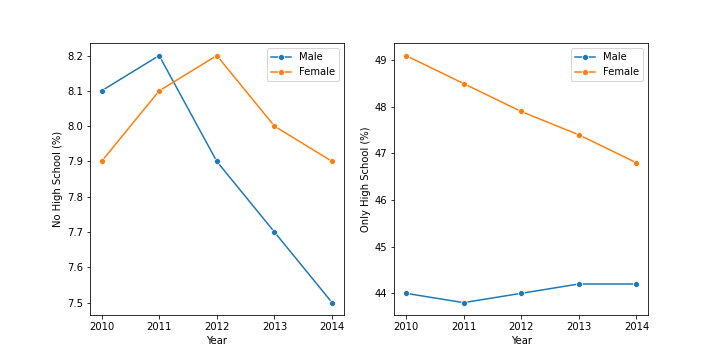 Male
Female
8.2
8.1
8.0
7.9
7.8
7.7
7.6
7.5
No High School (%)
2010 2011 2012 2013 2014
Year
Male
Female
49
48
47
46
45
44
Only High School (%)
2010 2011 2012 2013 2014
Year